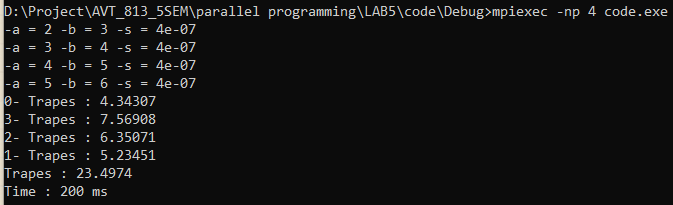 D:\Project\AVT_813_5SEM\parallel programming\LAB5\code\Debug>mpiexec -np 4 code.exe
-a = 2 -b = 3 -s = 4e-07
-a = 3 -b = 4 -s = 4e-07
-a = 4 -b = 5 -s = 4e-07
-a = 5 -b = 6 -s = 4e-07
0- Trapes : 4.34307
3- Trapes : 7.56908
2- Trapes : 6.35071
1- Trapes : 5.23451
Trapes : 23.4974
Time : 200 ms